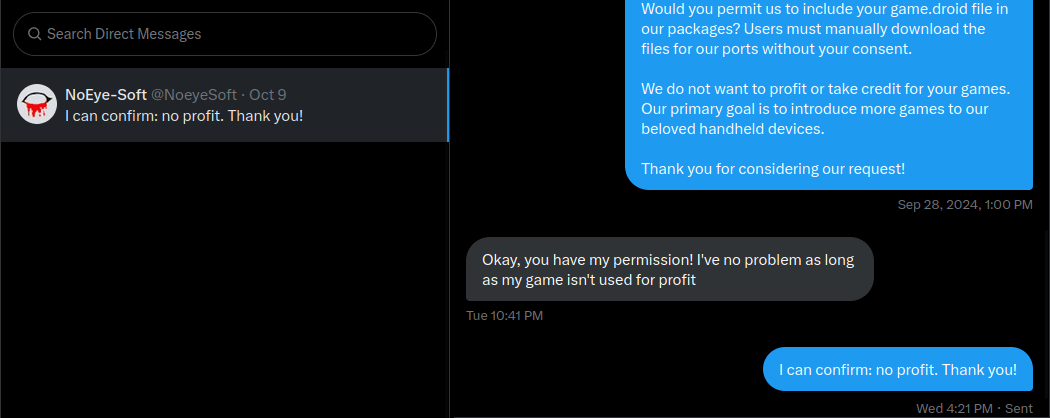 Search Direct Messages
NoEye-Soft @NoeyeSoft · Oct 9
I can confirm: no profit. Thank you!
Would you permit us to include your game.droid file in
our packages? Users must manually download the
files for our ports without your consent.
We do not want to profit or take credit for your games.
Our primary goal is to introduce more games to our
beloved handheld devices.
Thank you for considering our request!
Sep 28, 2024, 1:00 PM
Okay, you have my permission! I've no problem as long
as my game isn't used for profit
Tue 10:41 PM
I can confirm: no profit. Thank you!
Wed 4:21 PM · Sent